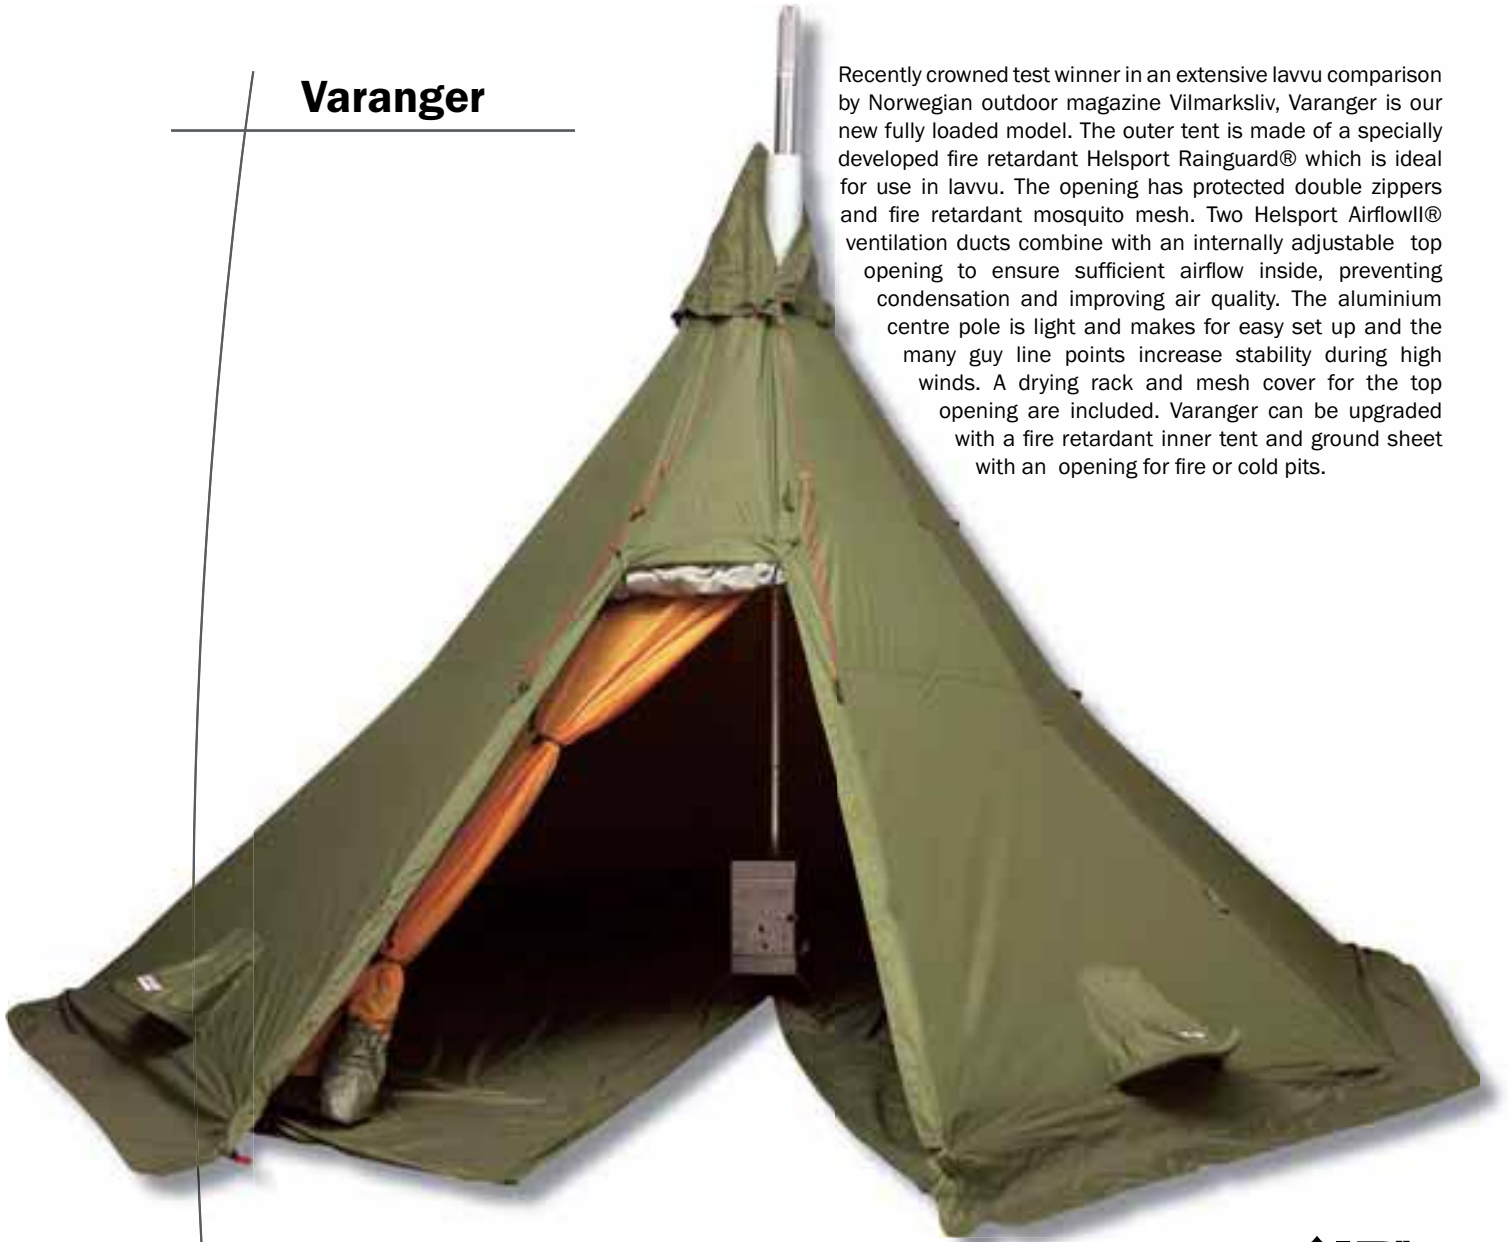 Varanger
Recently crowned test winner in an extensive lavvu comparison
by Norwegian outdoor magazine Vilmarksliv, Varanger is our
new fully loaded model. The outer tent is made of a specially
developed fire retardant Helsport Rainguard® which is ideal
for use in lavvu. The opening has protected double zippers
and fire retardant mosquito mesh. Two Helsport AirflowII®
ventilation ducts combine with an internally adjustable top
opening to ensure sufficient airflow inside, preventing
condensation and improving air quality. The aluminium
centre pole is light and makes for easy set up and the
many guy line points increase stability during high
winds. A drying rack and mesh cover for the top
opening are included. Varanger can be upgraded
with a fire retardant inner tent and ground sheet
with an opening for fire or cold pits.